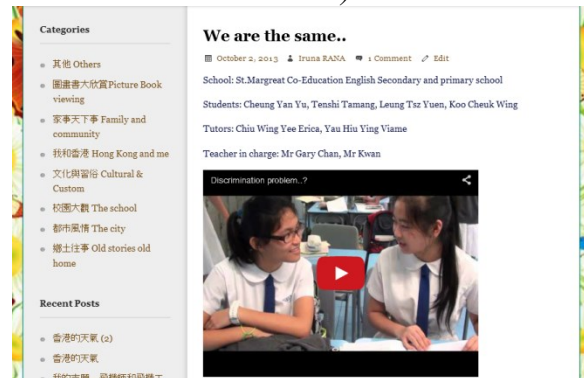 Categories
其他 Others
圖畫書大欣賞Picture Book
viewing
家事天下事 Family and
community
我和香港 Hong Kong and me
文化與習俗 Cultural &
Custom
校園大觀 The school
都市風情 The city
鄉土往事 Old stories old
home
Recent Posts
香港的天氣 (2)
香港的天氣
We are the same..
October 2, 2013 Iruna RANA 1 Comment Edit
School: St.Margreat Co-Education English Secondary and primary school
Students: Cheung Yan Yu, Tenshi Tamang, Leung Tsz Yuen, Koo Cheuk Wing
Tutors: Chiu Wing Yee Erica, Yau Hiu Ying Viame
Teacher in charge: Mr Gary Chan, Mr Kwan
Discrimination problem..?